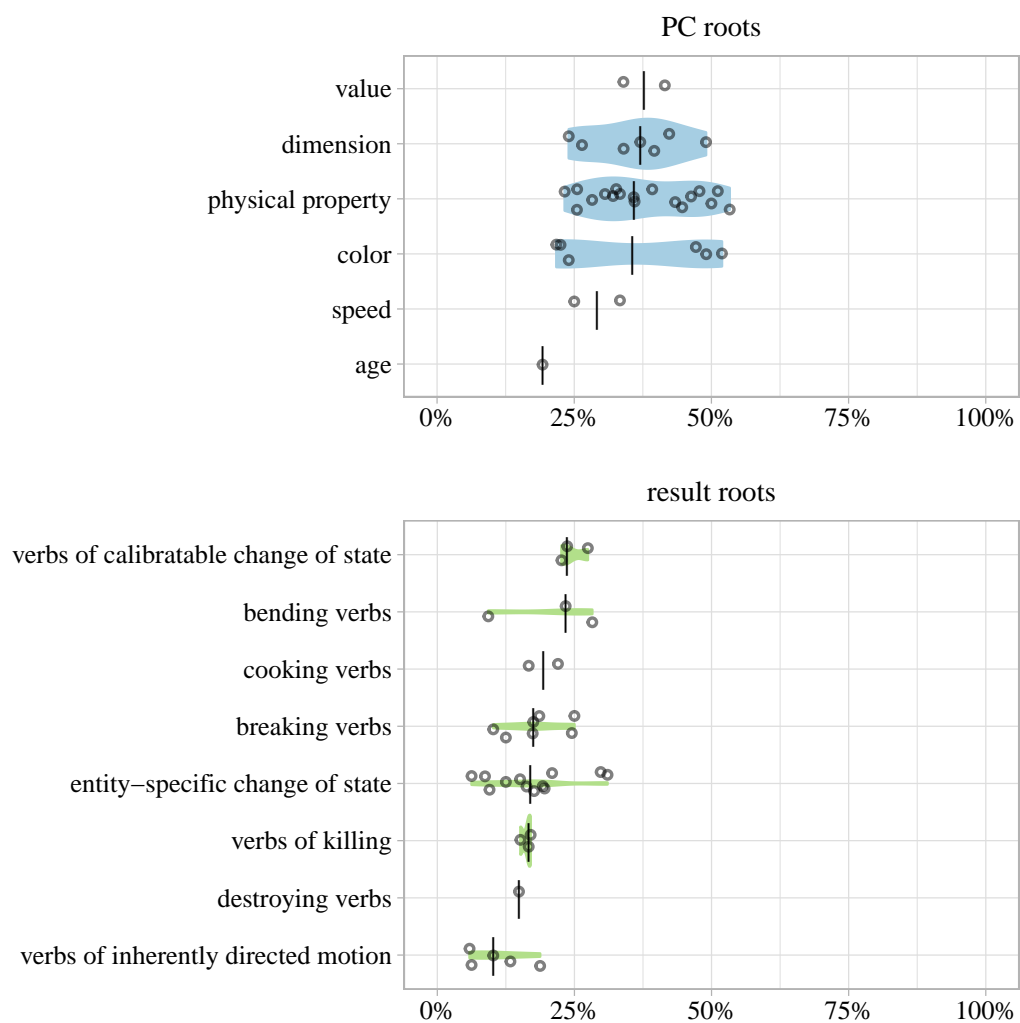 PC roots
value
dimension
physical property
color
speed
age
0% 25% 50% 75% 100%
result roots
verbs of calibratable change of state
bending verbs
cooking verbs
breaking verbs
entity−specific change of state
verbs of killing
destroying verbs
verbs of inherently directed motion
0% 25% 50% 75% 100%